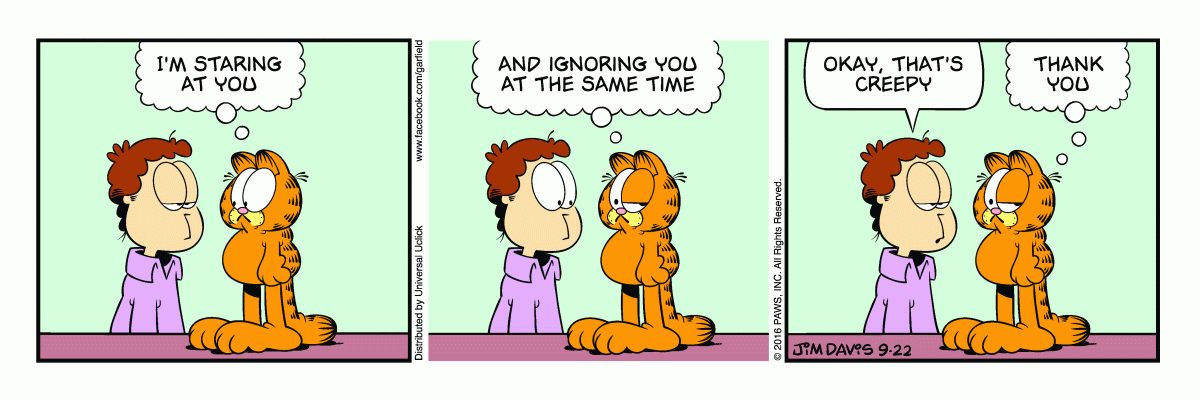 I'M STARING
AT YOU
www.facebook.com/garfield
Distributed by Universal Uclick
AND IGNORING YOU
AT THE SAME TIME
© 2016 PAWS, INC. All Rights Reserved.
OKAY, THAT'S
CREEPY
THANK
YOU
JIM DAVIS 9-22